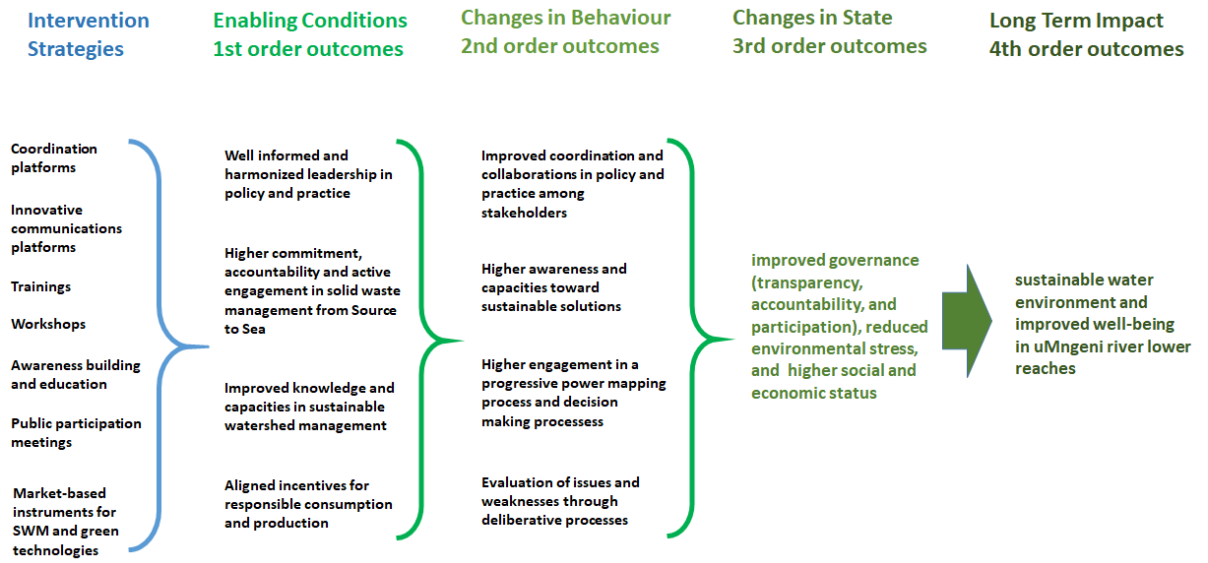 Intervention
Strategies
Enabling Conditions
1st order outcomes
Changes in Behaviour
2nd order outcomes
Changes in State
3rd order outcomes
Long Term Impact
4th order outcomes
Coordination
platforms
Innovative
communications
platforms
Trainings
Workshops
Awareness building
and education
Public participation
meetings
Market-based
instruments for
SWM and green
technologies
Well informed and
harmonized leadership in
policy and practice
Higher commitment,
accountability and active
engagement in solid waste
management from Source
to Sea
Improved knowledge and
capacities in sustainable
watershed management
Aligned incentives for
responsible consumption
and production
Improved coordination and
collaborations in policy and
practice among
stakeholders
Higher awareness and
capacities toward
sustainable solutions
Higher engagement in a
progressive power mapping
process and decision
making processess
Evaluation of issues and
weaknesses through
deliberative processes
improved governance
(transparency,
accountability, and
participation), reduced
environmental stress,
and higher social and
economic status
sustainable water
environment and
improved well-being
in uMngeni river lower
reaches